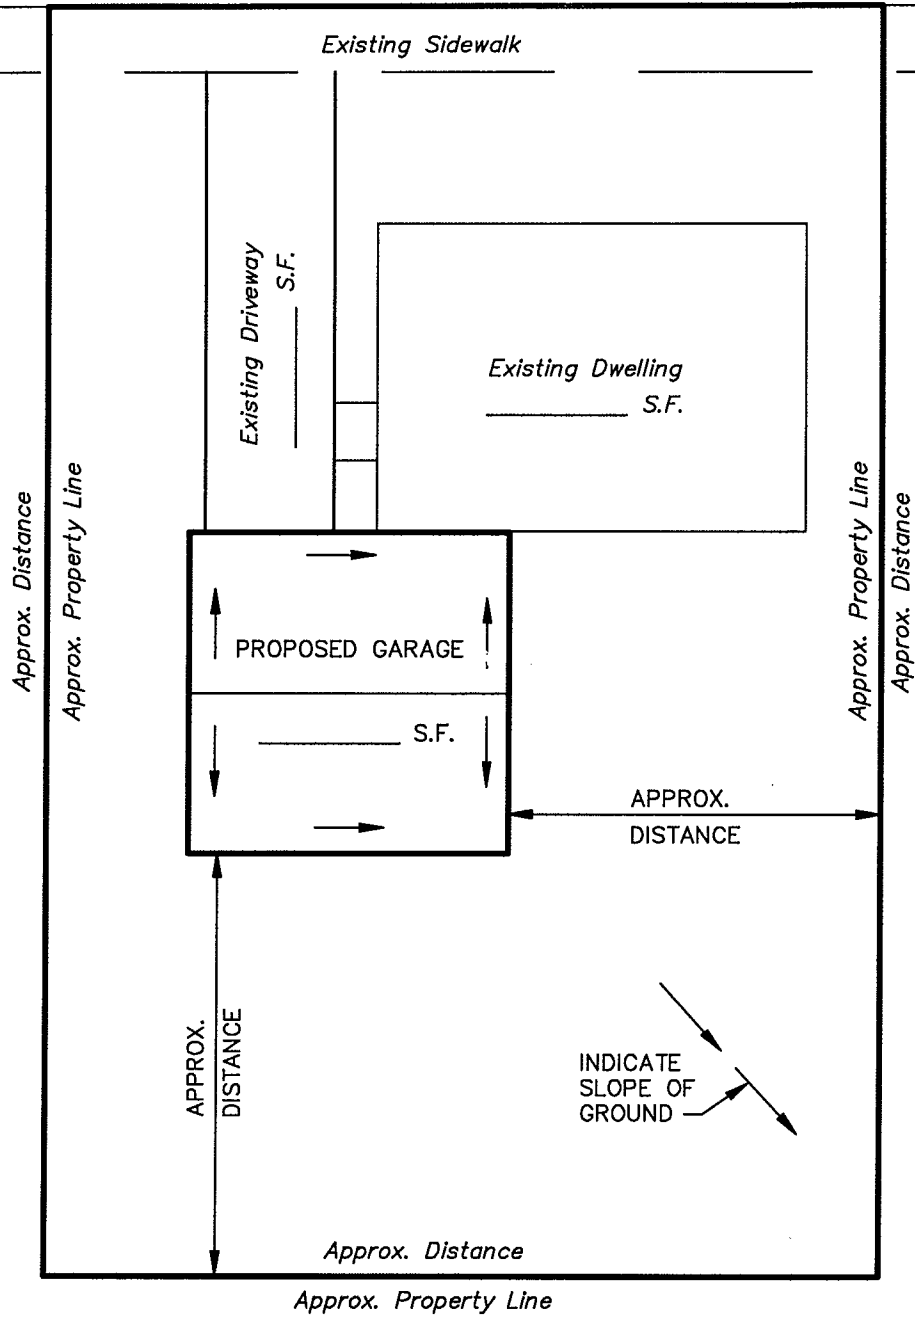 Existing Sidewalk
Existing Driveway
S.F.
Existing Dwelling
S.F.
Approx. Distance
Approx. Property Line
Approx. Property Line
Approx. Distance
PROPOSED GARAGE
S.F.
APPROX.
DISTANCE
APPROX.
DISTANCE
INDICATE
SLOPE OF
GROUND
Approx. Distance
Approx. Property Line